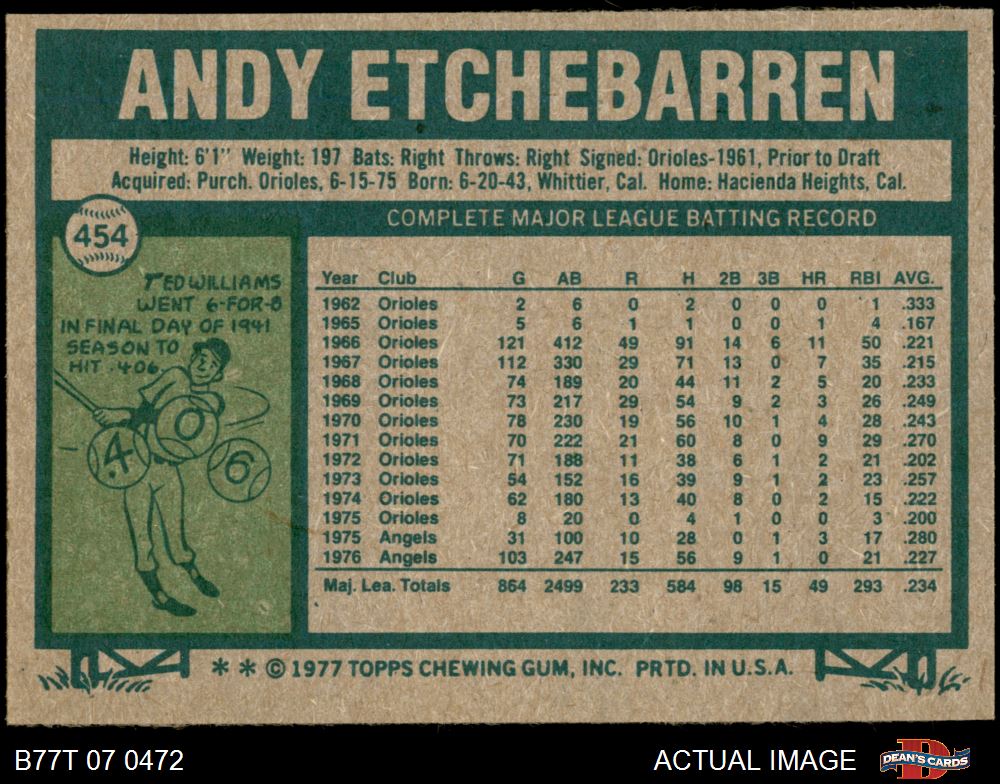 ANDY ETCHEBARREN
Height: 6'1" Weight: 197 Bats: Right Throws: Right Signed: Orioles-1961, Prior to Draft
Acquired: Purch. Orioles, 6-15-75 Born: 6-20-43, Whittier, Cal. Home: Hacienda Heights, Cal.
454
TED WILLIAMS
WENT 6-FOR-8
IN FINAL DAY OF 1941
SEASON TO
HIT .406
.4 0 6
COMPLETE MAJOR LEAGUE BATTING RECORD
Year Club G AB R H 2B 3B HR RBI AVG.
1962 Orioles 2 6 0 2 0 0 0 1 .333
1965 Orioles 5 6 1 1 0 0 1 4 .167
1966 Orioles 121 412 49 91 14 6 11 50 .221
1967 Orioles 112 330 29 71 13 0 7 35 .215
1968 Orioles 74 189 20 44 11 2 5 20 .233
1969 Orioles 73 217 29 54 9 2 3 26 .249
1970 Orioles 78 230 19 56 10 1 4 28 .243
1971 Orioles 70 222 21 60 8 0 9 29 .270
1972 Orioles 71 188 11 38 6 1 2 21 .202
1973 Orioles 54 152 16 39 9 1 2 23 .257
1974 Orioles 62 180 13 40 8 0 2 15 .222
1975 Orioles 8 20 0 4 1 0 0 3 .200
1975 Angels 31 100 10 28 0 1 3 17 .280
1976 Angels 103 247 15 56 9 1 0 21 .227
Maj. Lea. Totals 864 2499 233 584 98 15 49 293 .234
* * © 1977 TOPPS CHEWING GUM, INC. PRTD. IN U.S.A.
B77T 07 0472
ACTUAL IMAGE
D
DEAN'S CARDS